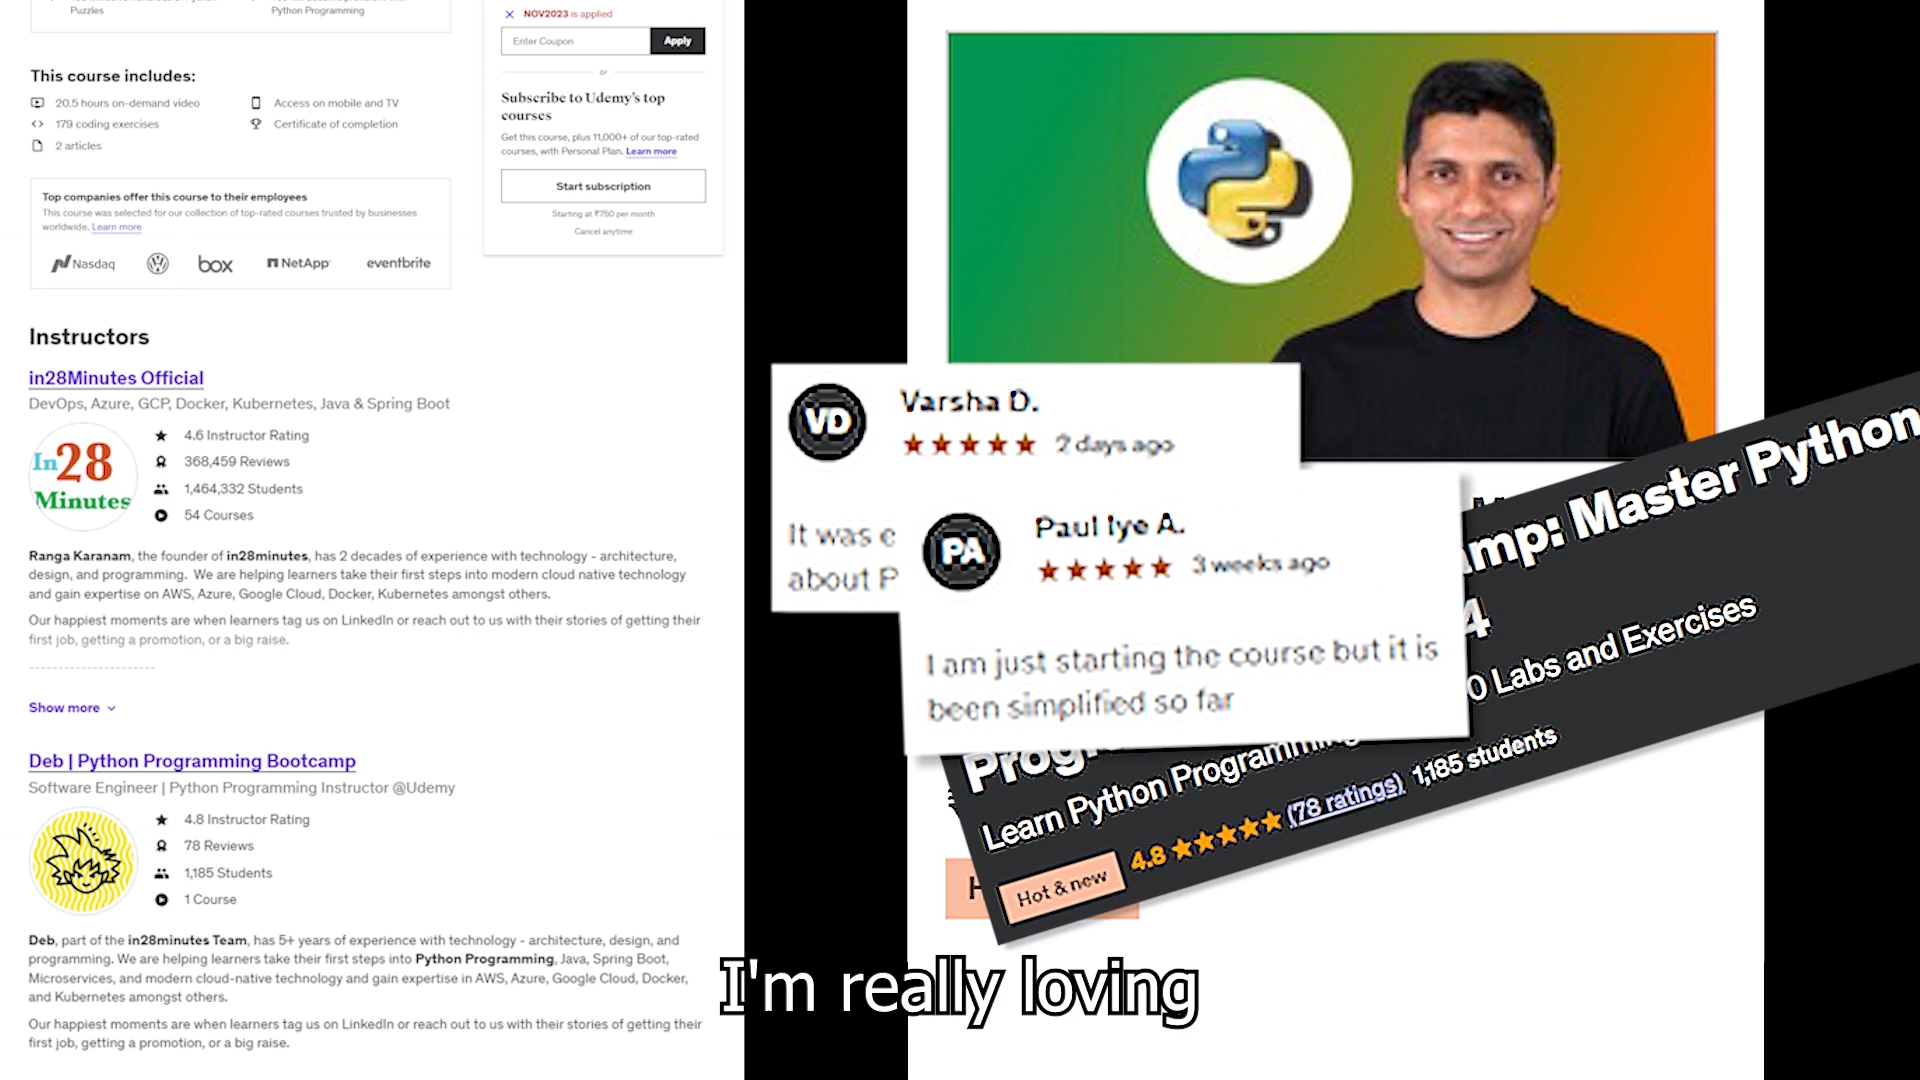 Puzzles
Python Programming
This course includes:
20.5 hours on-demand video
179 coding exercises
2 articles
Access on mobile and TV
Certificate of completion
Top companies offer this course to their employees
This course was selected for our collection of top-rated courses trusted by businesses
worldwide. Learn more
Nasdaq
box
NetApp
eventbrite
NOV2023 is applied
Enter Coupon
Apply
or
Subscribe to Udemy's top
courses
Get this course, plus 11,000+ of our top-rated
courses, with Personal Plan. Learn more
Start subscription
Starting at ₹750 per month
Cancel anytime
Instructors
in28Minutes Official
DevOps, Azure, GCP, Docker, Kubernetes, Java & Spring Boot
In28
Minutes
4.6 Instructor Rating
368,459 Reviews
1,464,332 Students
54 Courses
Ranga Karanam, the founder of in28minutes, has 2 decades of experience with technology - architecture,
design, and programming. We are helping learners take their first steps into modern cloud native technology
and gain expertise on AWS, Azure, Google Cloud, Docker, Kubernetes amongst others.
Our happiest moments are when learners tag us on LinkedIn or reach out to us with their stories of getting their
first job, getting a promotion, or a big raise.
----------------------
Show more
Deb | Python Programming Bootcamp
Software Engineer | Python Programming Instructor @Udemy
4.8 Instructor Rating
78 Reviews
1,185 Students
1 Course
Deb, part of the in28minutes Team, has 5+ years of experience with technology - architecture, design, and
programming. We are helping learners take their first steps into Python Programming, Java, Spring Boot,
Microservices, and modern cloud-native technology and gain expertise in AWS, Azure, Google Cloud, Docker,
and Kubernetes amongst others.
Our happiest moments are when learners tag us on LinkedIn or reach out to us with their stories of getting their
first job, getting a promotion, or a big raise.
VD
Varsha D.
2 days ago
It was e
about P
PA
Paul Iye A.
3 weeks ago
I am just starting the course but it is
been simplified so far
amp: Master Python
4
0 Labs and Exercises
Learn Python Programming
4.8 (78 ratings) 1,185 students
Hot & new
I'm really loving